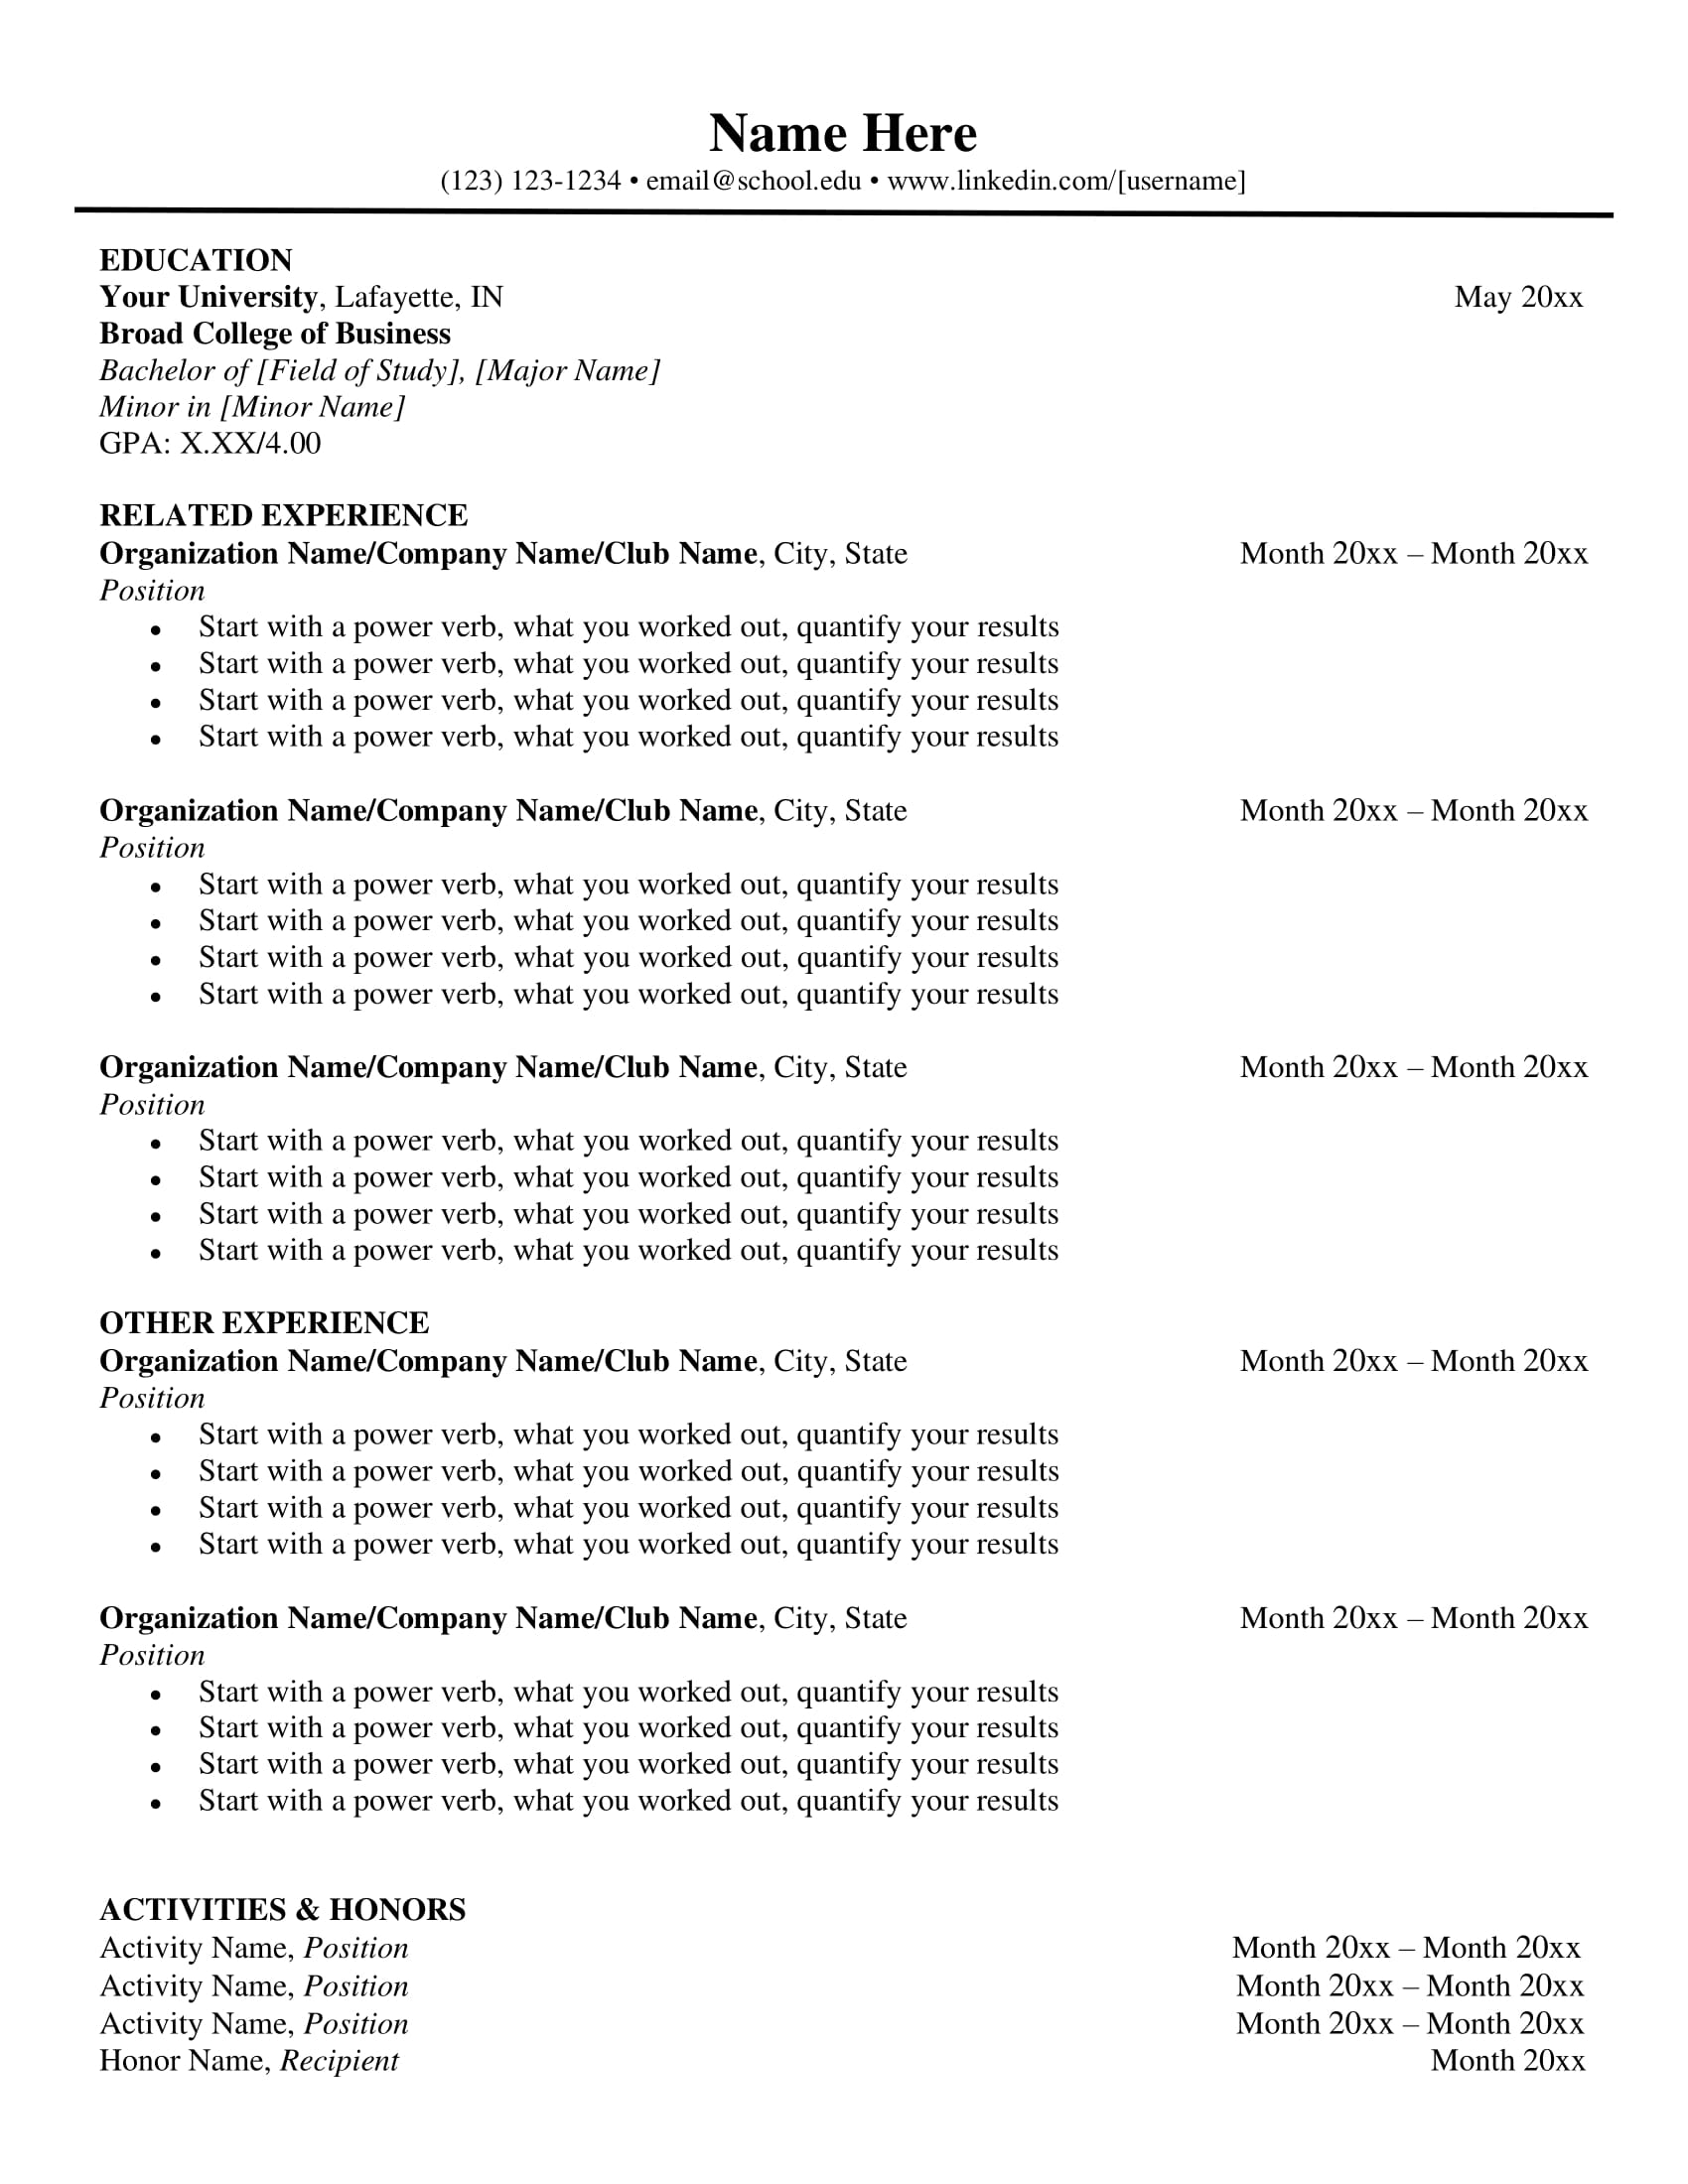 Name Here
(123) 123-1234 • email@school.edu • www.linkedin.com/[username]
EDUCATION
Your University, Lafayette, IN May 20xx
Broad College of Business
Bachelor of [Field of Study], [Major Name]
Minor in [Minor Name]
GPA: X.XX/4.00
RELATED EXPERIENCE
Organization Name/Company Name/Club Name, City, State Month 20xx – Month 20xx
Position
• Start with a power verb, what you worked out, quantify your results
• Start with a power verb, what you worked out, quantify your results
• Start with a power verb, what you worked out, quantify your results
• Start with a power verb, what you worked out, quantify your results
Organization Name/Company Name/Club Name, City, State Month 20xx – Month 20xx
Position
• Start with a power verb, what you worked out, quantify your results
• Start with a power verb, what you worked out, quantify your results
• Start with a power verb, what you worked out, quantify your results
• Start with a power verb, what you worked out, quantify your results
Organization Name/Company Name/Club Name, City, State Month 20xx – Month 20xx
Position
• Start with a power verb, what you worked out, quantify your results
• Start with a power verb, what you worked out, quantify your results
• Start with a power verb, what you worked out, quantify your results
• Start with a power verb, what you worked out, quantify your results
OTHER EXPERIENCE
Organization Name/Company Name/Club Name, City, State Month 20xx – Month 20xx
Position
• Start with a power verb, what you worked out, quantify your results
• Start with a power verb, what you worked out, quantify your results
• Start with a power verb, what you worked out, quantify your results
• Start with a power verb, what you worked out, quantify your results
Organization Name/Company Name/Club Name, City, State Month 20xx – Month 20xx
Position
• Start with a power verb, what you worked out, quantify your results
• Start with a power verb, what you worked out, quantify your results
• Start with a power verb, what you worked out, quantify your results
• Start with a power verb, what you worked out, quantify your results
ACTIVITIES & HONORS
Activity Name, Position Month 20xx – Month 20xx
Activity Name, Position Month 20xx – Month 20xx
Activity Name, Position Month 20xx – Month 20xx
Honor Name, Recipient Month 20xx